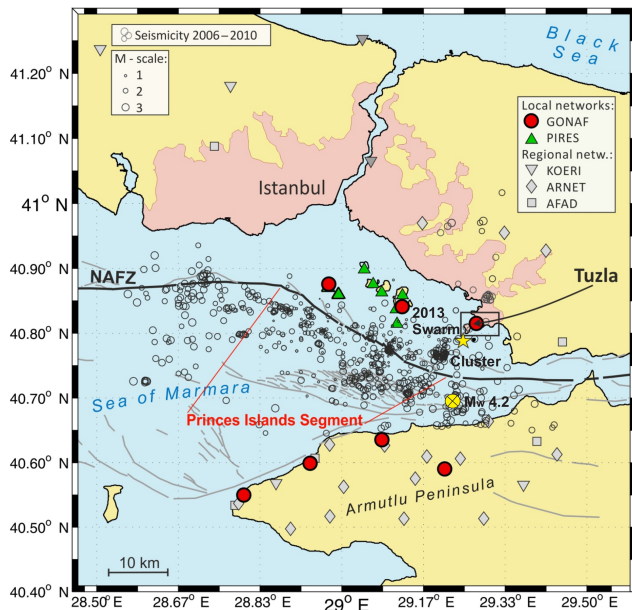 Seismicity 2006–2010
M - scale:
1
2
3
Black
Sea
Local networks:
GONAF
PIRES
Regional netw.:
KOERI
ARNET
AFAD
Istanbul
NAFZ
Tuzla
2013
Swarm
Cluster
Sea of Marmara
Mw 4.2
Princes Islands Segment
Armutlu Peninsula
10 km
41.20° N
41.10° N
41° N
40.90° N
40.80° N
40.70° N
40.60° N
40.50° N
40.40° N
28.50° E
28.67° E
28.83° E
29° E
29.17° E
29.33° E
29.50° E